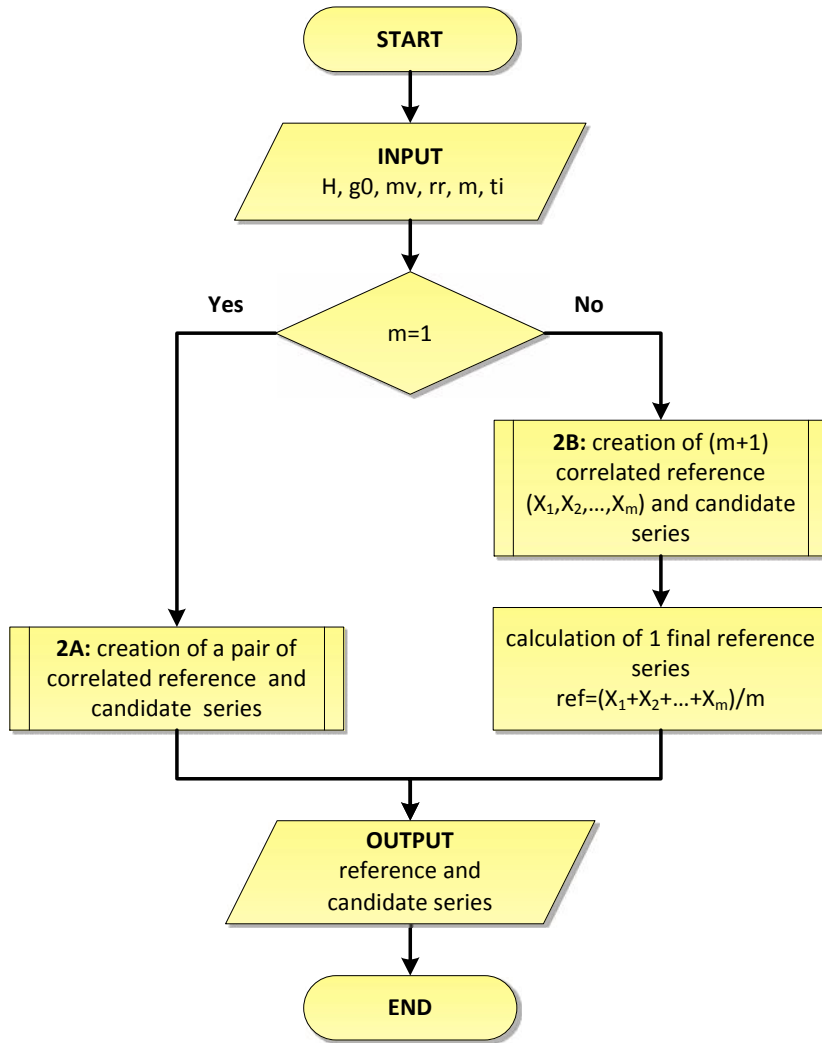 START
INPUT
H, g0, mv, rr, m, ti
Yes
No
m=1
2B: creation of (m+1)
correlated reference
(X₁,X₂,…,Xₘ) and candidate
series
2A: creation of a pair of
correlated reference and
candidate series
calculation of 1 final reference
series
ref=(X₁+X₂+…+Xₘ)/m
OUTPUT
reference and
candidate series
END